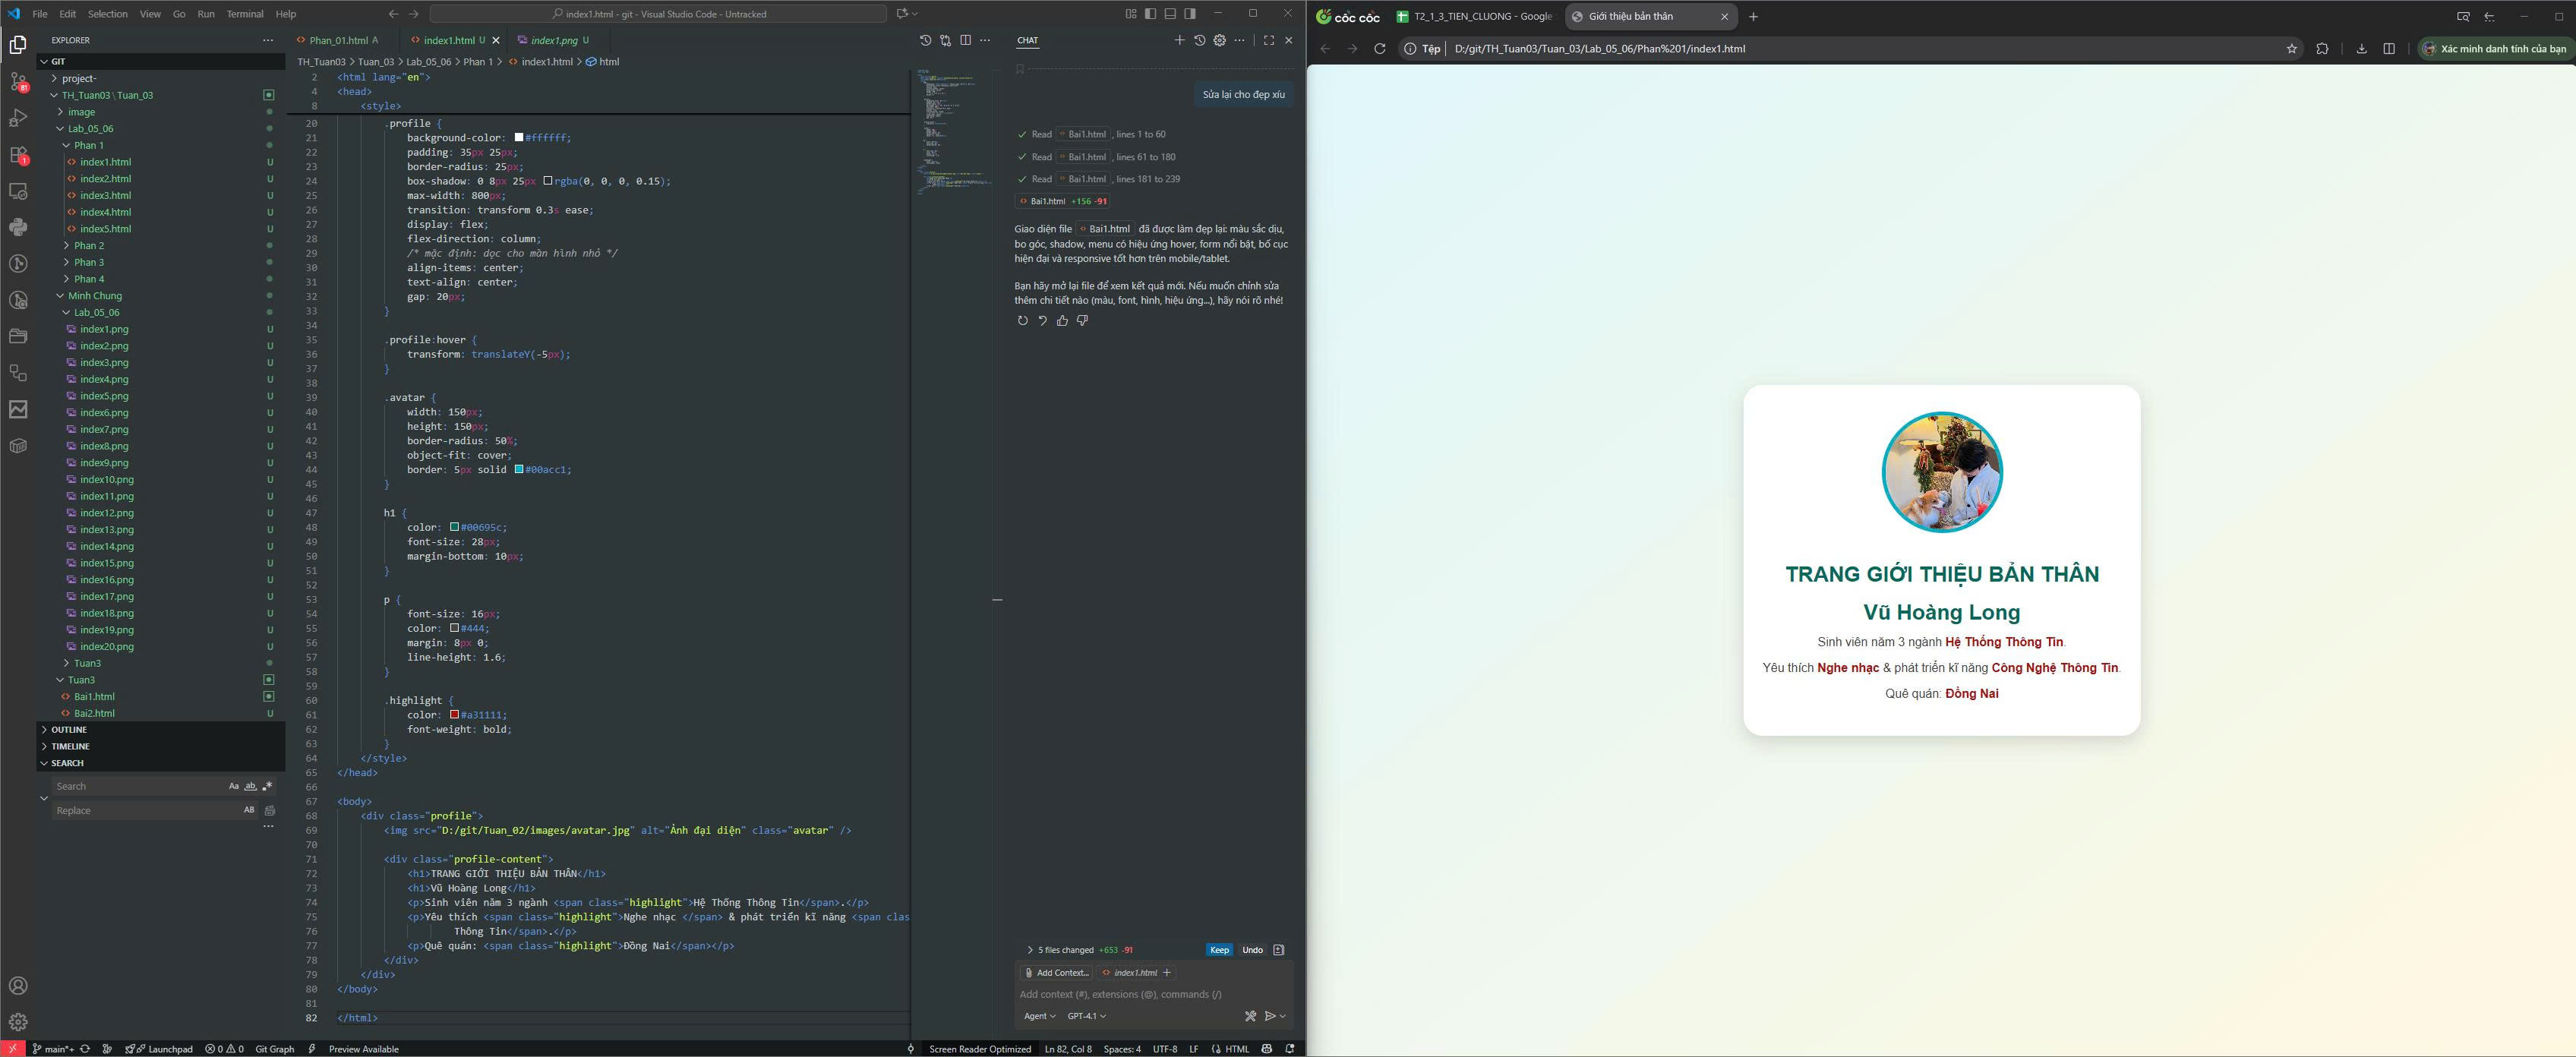 File Edit Selection View Go Run Terminal Help
index1.html - git - Visual Studio Code - Untracked
EXPLORER
GIT
project-
TH_Tuan03 \ Tuan_03
image
Lab_05_06
Phan 1
index1.html U
index2.html U
index3.html U
index4.html U
index5.html U
Phan 2
Phan 3
Phan 4
Minh Chung
Lab_05_06
index1.png U
index2.png U
index3.png U
index4.png U
index5.png U
index6.png U
index7.png U
index8.png U
index9.png U
index10.png U
index11.png U
index12.png U
index13.png U
index14.png U
index15.png U
index16.png U
index17.png U
index18.png U
index19.png U
index20.png U
Tuan3
Tuan3
Bai1.html
Bai2.html U
OUTLINE
TIMELINE
SEARCH
Search Aa ab
Replace AB
81
1
Phan_01.html A index1.html U index1.png U
TH_Tuan03 > Tuan_03 > Lab_05_06 > Phan 1 > index1.html > html
2 <html lang="en">
4 <head>
8 <style>
20 .profile {
21 background-color: #ffffff;
22 padding: 35px 25px;
23 border-radius: 25px;
24 box-shadow: 0 8px 25px rgba(0, 0, 0, 0.15);
25 max-width: 800px;
26 transition: transform 0.3s ease;
27 display: flex;
28 flex-direction: column;
29 /* mặc định: dọc cho màn hình nhỏ */
30 align-items: center;
31 text-align: center;
32 gap: 20px;
33 }
34
35 .profile:hover {
36 transform: translateY(-5px);
37 }
38
39 .avatar {
40 width: 150px;
41 height: 150px;
42 border-radius: 50%;
43 object-fit: cover;
44 border: 5px solid #00acc1;
45 }
46
47 h1 {
48 color: #00695c;
49 font-size: 28px;
50 margin-bottom: 10px;
51 }
52
53 p {
54 font-size: 16px;
55 color: #444;
56 margin: 8px 0;
57 line-height: 1.6;
58 }
59
60 .highlight {
61 color: #a31111;
62 font-weight: bold;
63 }
64 </style>
65 </head>
66
67 <body>
68 <div class="profile">
69 <img src="D:/git/Tuan_02/images/avatar.jpg" alt="Ảnh đại diện" class="avatar" />
70
71 <div class="profile-content">
72 <h1>TRANG GIỚI THIỆU BẢN THÂN</h1>
73 <h1>Vũ Hoàng Long</h1>
74 <p>Sinh viên năm 3 ngành <span class="highlight">Hệ Thống Thông Tin</span>.</p>
75 <p>Yêu thích <span class="highlight">Nghe nhạc </span> & phát triển kĩ năng <span clas
76 Thông Tin</span>.</p>
77 <p>Quê quán: <span class="highlight">Đồng Nai</span></p>
78 </div>
79 </div>
80 </body>
81
82 </html>
CHAT
Sửa lại cho đẹp xíu
Read Bai1.html, lines 1 to 60
Read Bai1.html, lines 61 to 180
Read Bai1.html, lines 181 to 239
Bai1.html +156 -91
Giao diện file Bai1.html đã được làm đẹp lại: màu sắc dịu,
bo góc, shadow, menu có hiệu ứng hover, form nổi bật, bố cục
hiện đại và responsive tốt hơn trên mobile/tablet.
Bạn hãy mở lại file để xem kết quả mới. Nếu muốn chỉnh sửa
thêm chi tiết nào (màu, font, hình, hiệu ứng...), hãy nói rõ nhé!
5 files changed +653 -91 Keep Undo
Add Context... index1.html +
Add context (#), extensions (@), commands (/)
Agent GPT-4.1
main*+ Launchpad 0 0 Git Graph Preview Available
Screen Reader Optimized Ln 82, Col 8 Spaces: 4 UTF-8 LF HTML
cốc cốc T2_1_3_TIEN_CLUONG - Google Giới thiệu bản thân
Tệp D:/git/TH_Tuan03/Tuan_03/Lab_05_06/Phan%201/index1.html
Xác minh danh tính của bạn
TRANG GIỚI THIỆU BẢN THÂN
Vũ Hoàng Long
Sinh viên năm 3 ngành Hệ Thống Thông Tin.
Yêu thích Nghe nhạc & phát triển kĩ năng Công Nghệ Thông Tin.
Quê quán: Đồng Nai